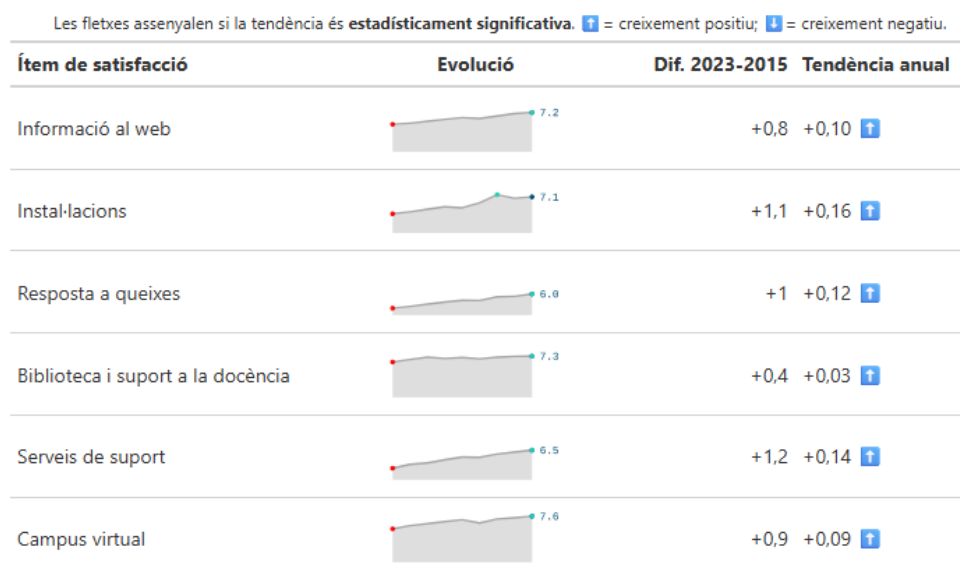 Les fletxes assenyalen si la tendència és estadísticament significativa. ⬆ = creixement positiu; ⬇ = creixement negatiu.
Ítem de satisfacció Evolució Dif. 2023-2015 Tendència anual
Informació al web 7.2 +0,8 +0,10 ⬆
Instal·lacions 7.1 +1,1 +0,16 ⬆
Resposta a queixes 6.0 +1 +0,12 ⬆
Biblioteca i suport a la docència 7.3 +0,4 +0,03 ⬆
Serveis de suport 6.5 +1,2 +0,14 ⬆
Campus virtual 7.6 +0,9 +0,09 ⬆